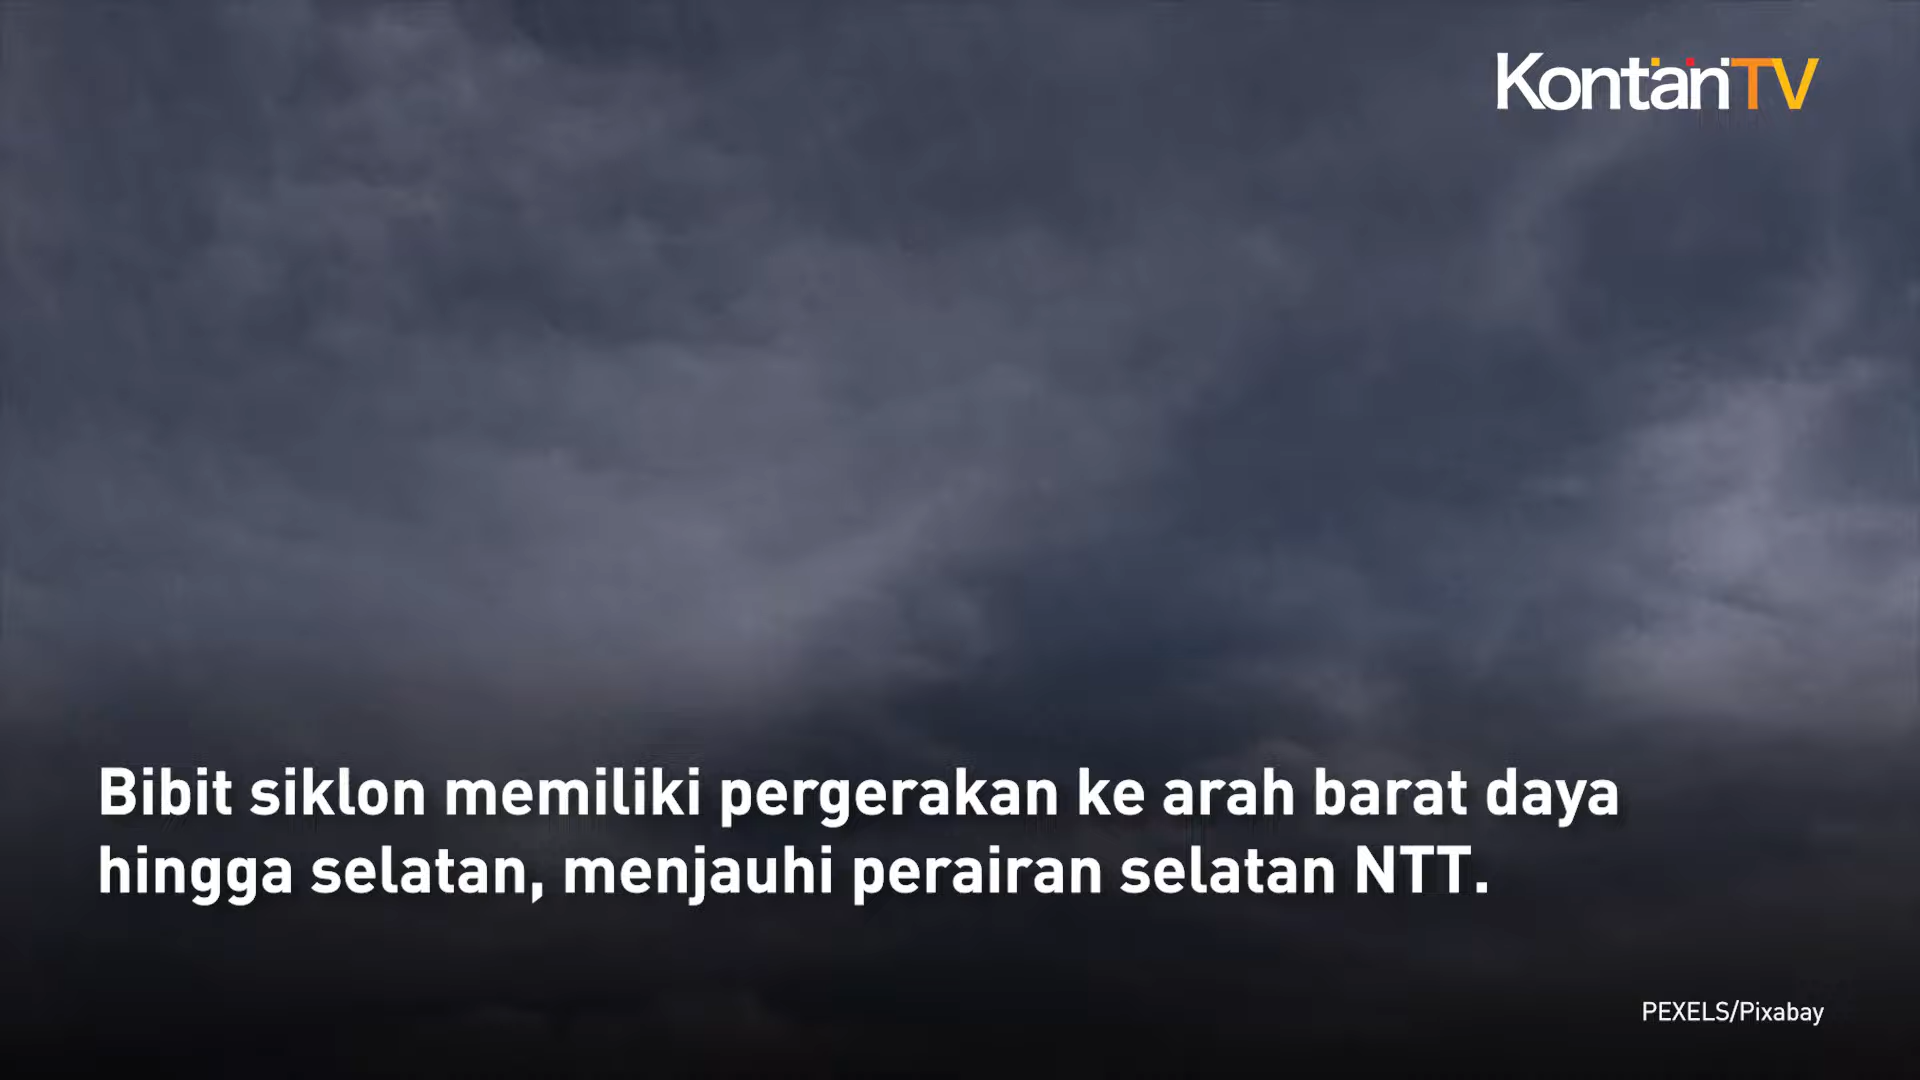 KontanTV
Bibit siklon memiliki pergerakan ke arah barat daya
hingga selatan, menjauhi perairan selatan NTT.
PEXELS/Pixabay